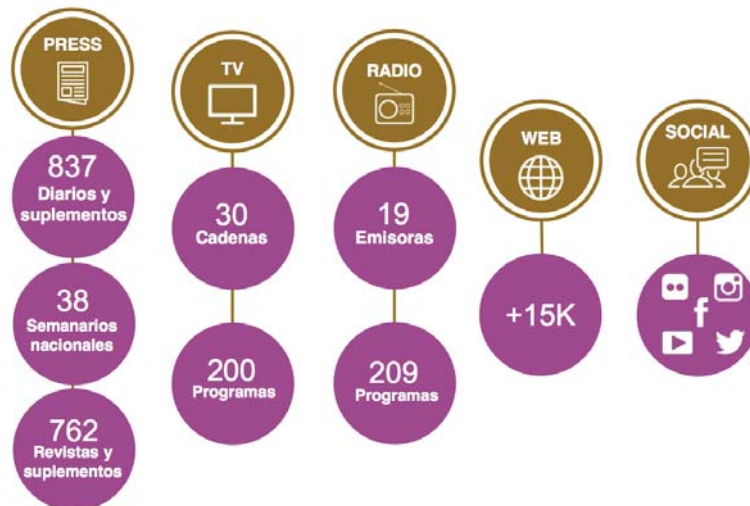 PRESS
837
Diarios y
suplementos
38
Semanarios
nacionales
762
Revistas y
suplementos
TV
30
Cadenas
200
Programas
RADIO
19
Emisoras
209
Programas
WEB
+15K
SOCIAL